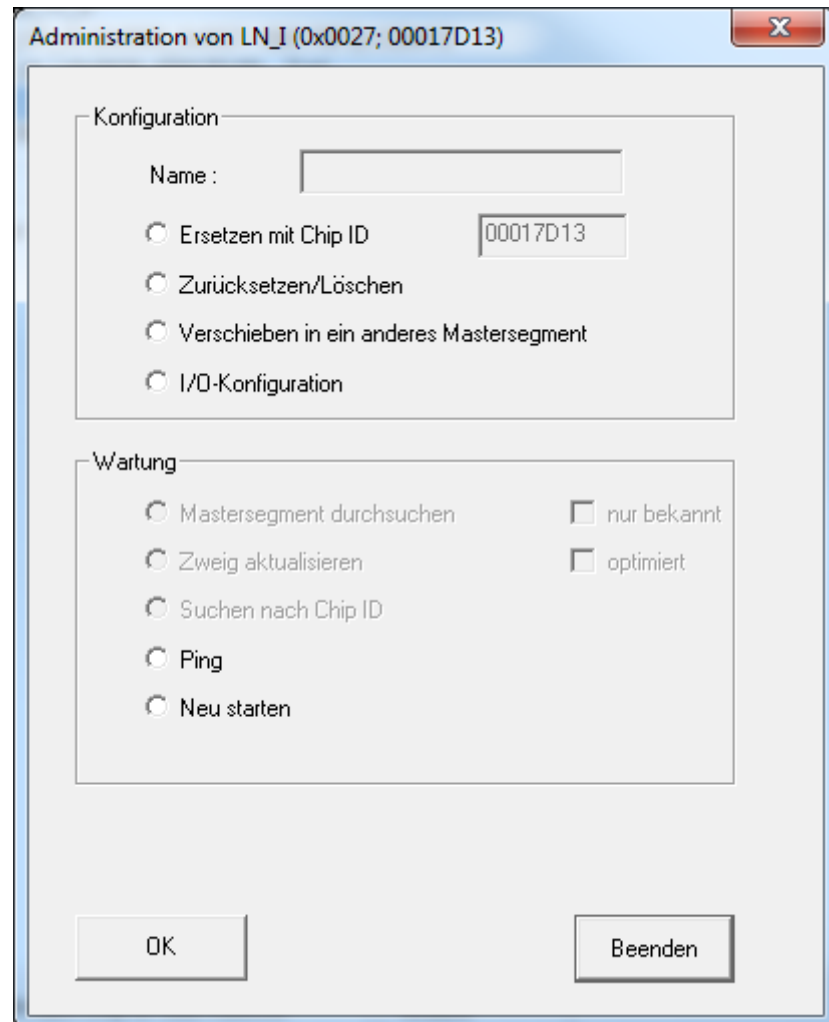 Administration von LN_I (0x0027; 00017D13)
Konfiguration
Name :
Ersetzen mit Chip ID 00017D13
Zurücksetzen/Löschen
Verschieben in ein anderes Mastersegment
I/O-Konfiguration
Wartung
Mastersegment durchsuchen nur bekannt
Zweig aktualisieren optimiert
Suchen nach Chip ID
Ping
Neu starten
OK Beenden